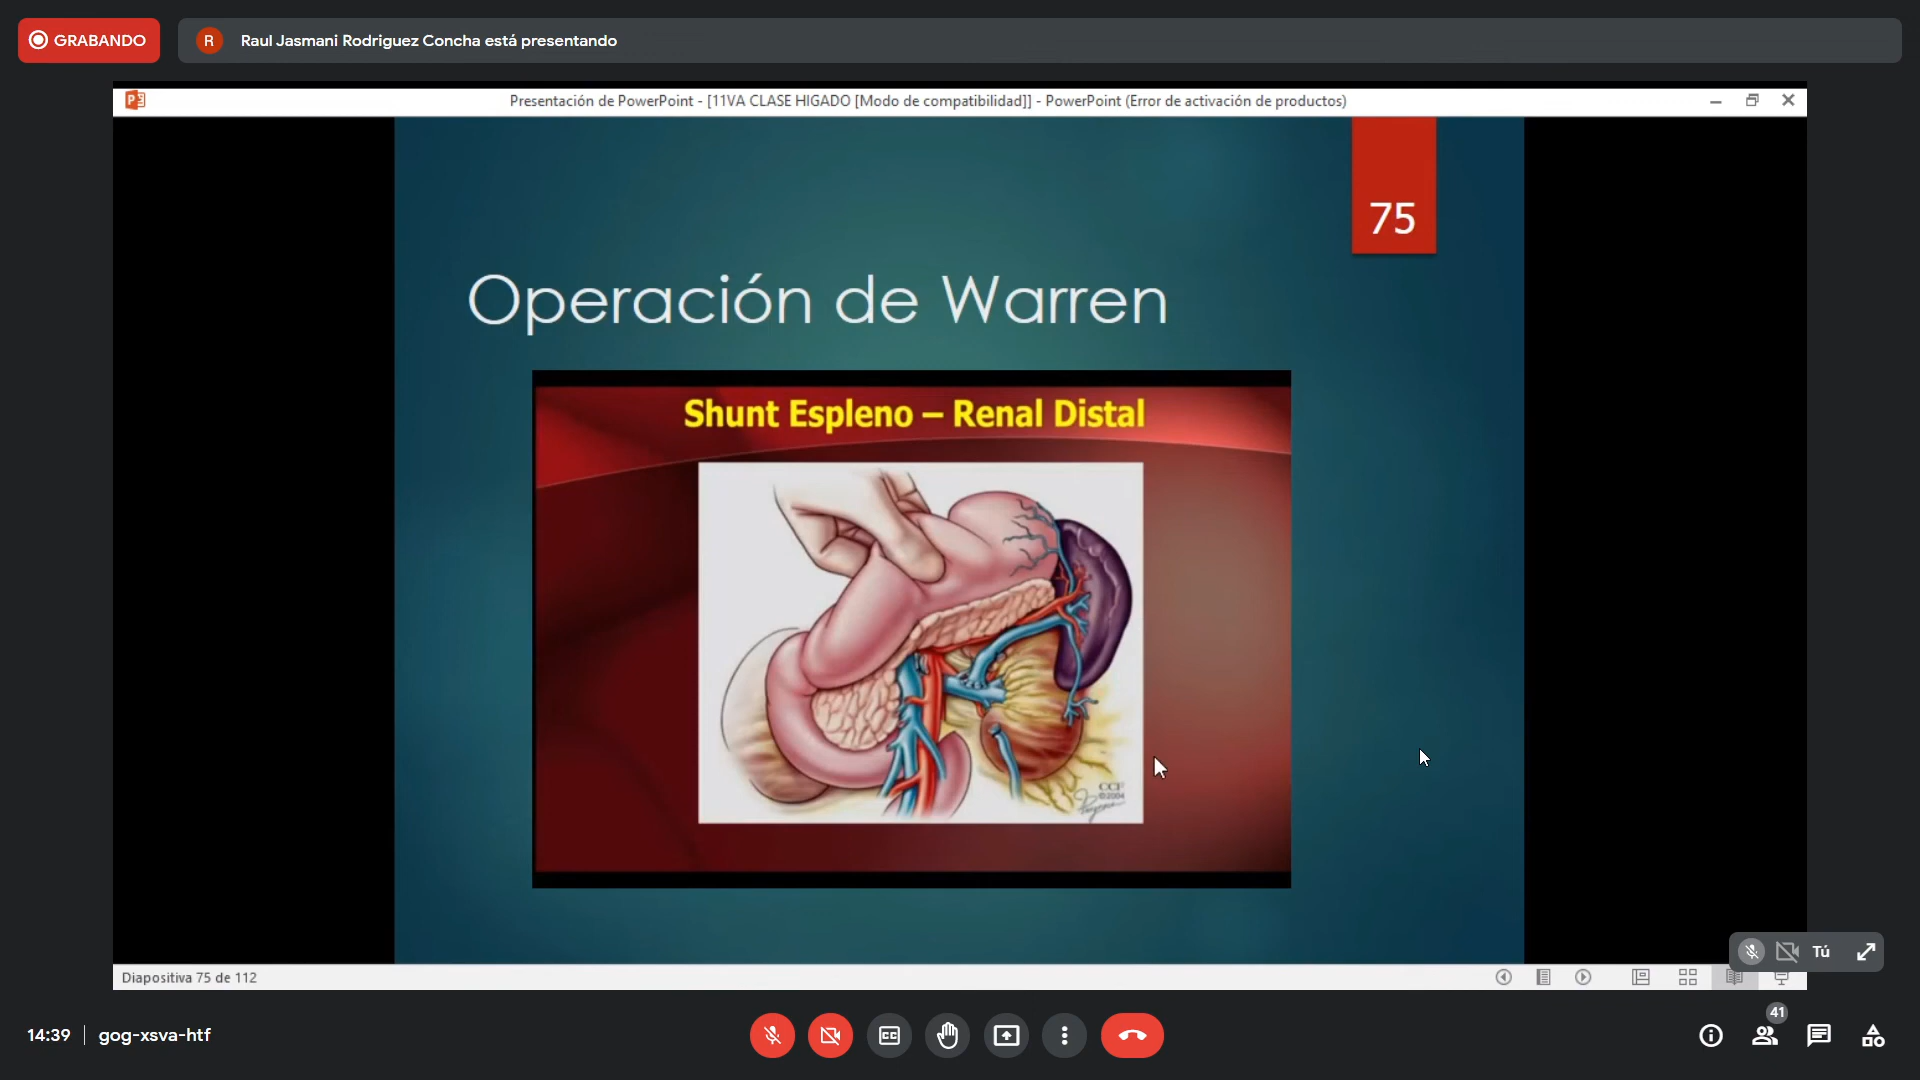 GRABANDO
R
Raul Jasmani Rodriguez Concha está presentando
Presentación de PowerPoint - [11VA CLASE HIGADO [Modo de compatibilidad]] - PowerPoint (Error de activación de productos)
75
Operación de Warren
Shunt Espleno – Renal Distal
CCF
©2004
Tú
Diapositiva 75 de 112
41
14:39
gog-xsva-htf